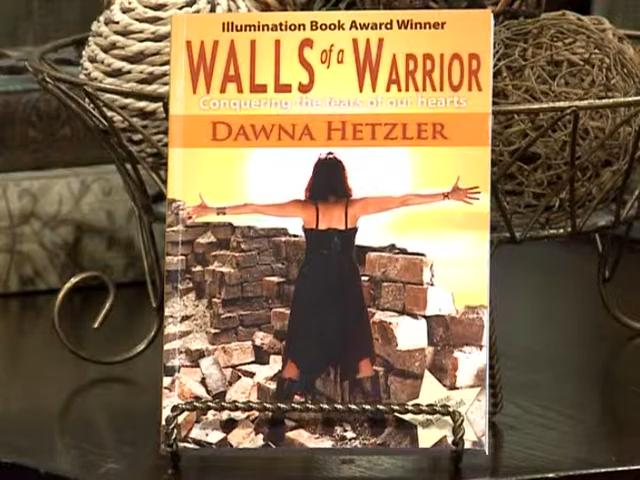 Illumination Book Award Winner
WALLS of a WARRIOR
Conquering the fears of our hearts
DAWNA HETZLER